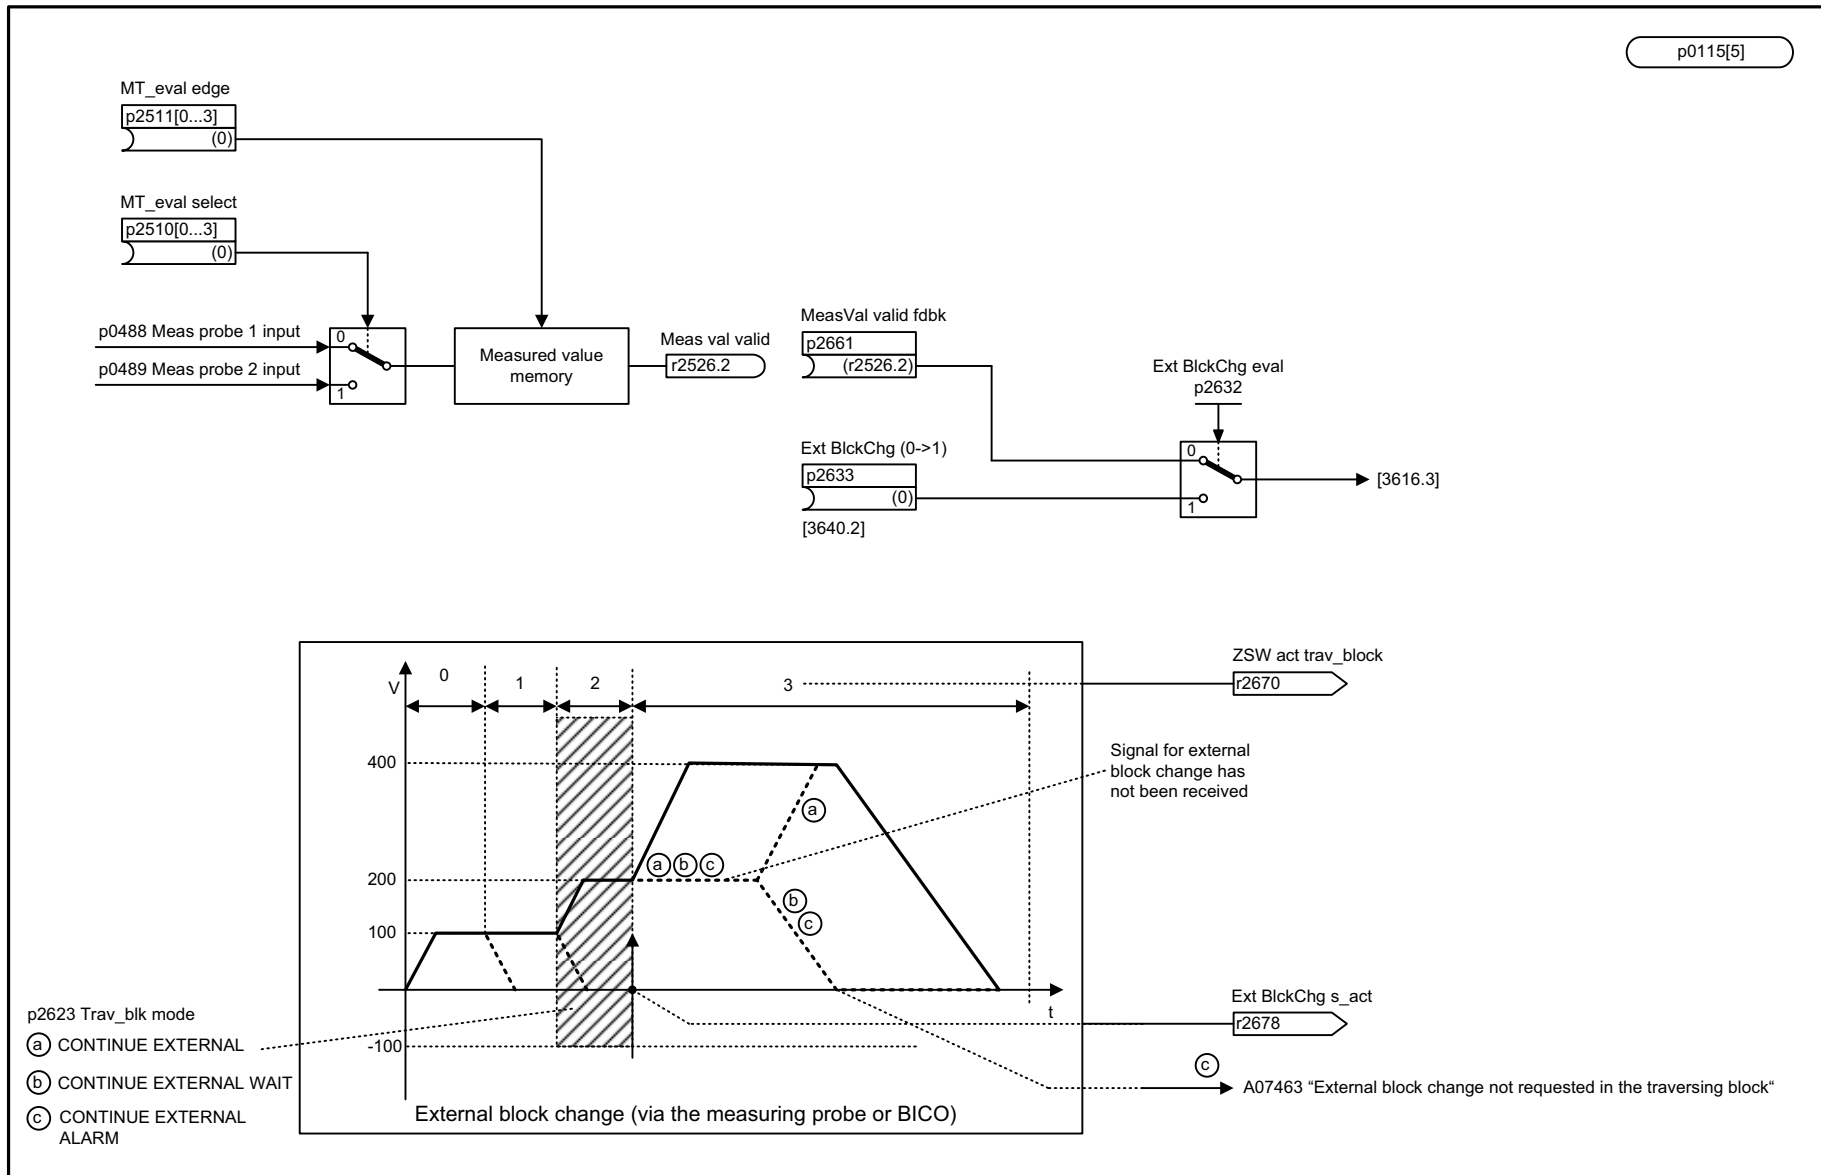 p0115[5]
MT_eval edge
p2511[0...3]
(0)
MT_eval select
p2510[0...3]
(0)
p0488 Meas probe 1 input
p0489 Meas probe 2 input
0
1
Measured value
memory
Meas val valid
r2526.2
MeasVal valid fdbk
p2661
(r2526.2)
Ext BlckChg (0->1)
p2633
(0)
[3640.2]
Ext BlckChg eval
p2632
0
1
[3616.3]
V
0
1
2
3
400
200
100
-100
a
a b c
b
c
t
External block change (via the measuring probe or BICO)
ZSW act trav_block
r2670
Signal for external
block change has
not been received
Ext BlckChg s_act
r2678
c
A07463 “External block change not requested in the traversing block“
p2623 Trav_blk mode
a CONTINUE EXTERNAL
b CONTINUE EXTERNAL WAIT
c CONTINUE EXTERNAL
ALARM